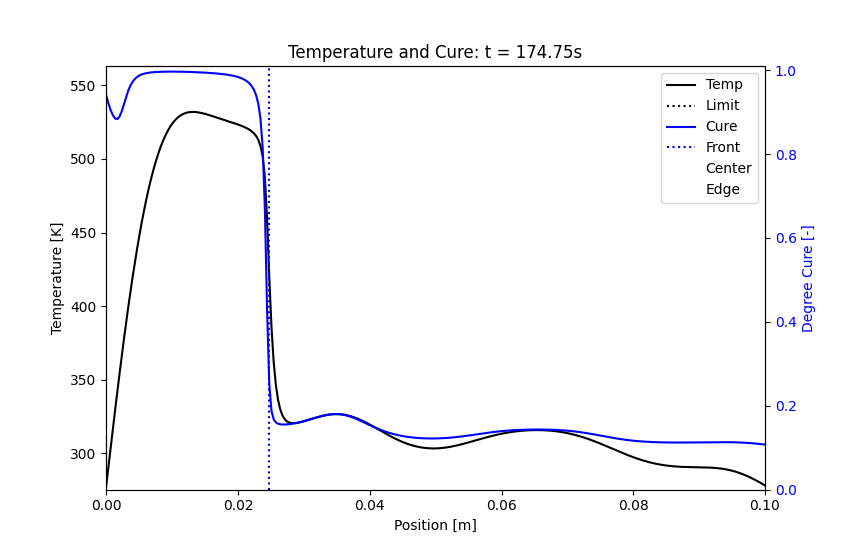 Temperature and Cure: t = 174.75s
Temp
Limit
Cure
Front
Center
Edge
Temperature [K]
550
500
450
400
350
300
Degree Cure [-]
1.0
0.8
0.6
0.4
0.2
0.0
0.00 0.02 0.04 0.06 0.08 0.10
Position [m]